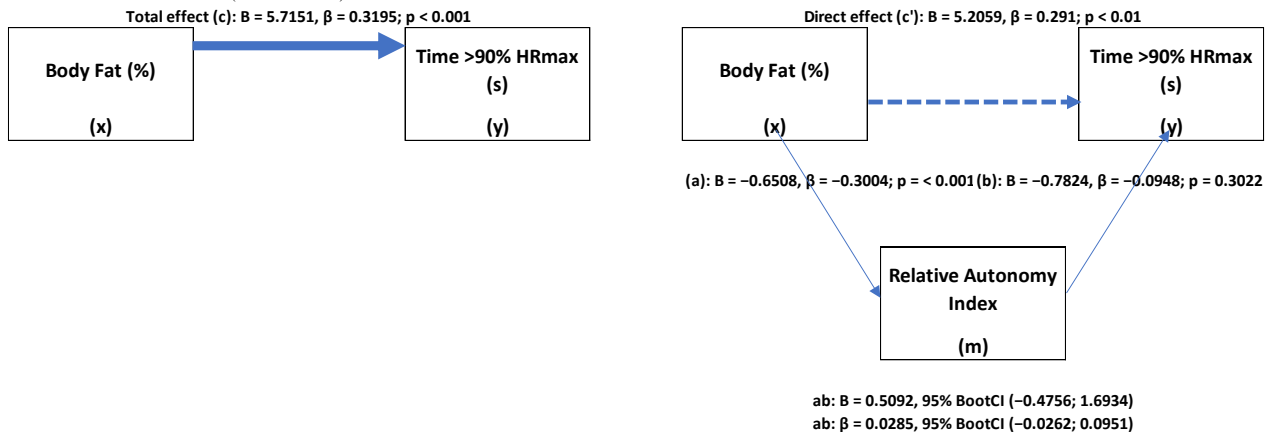 Total effect (c): B = 5.7151, β = 0.3195; p < 0.001
Body Fat (%)
(x)
Time >90% HRmax
(s)
(y)
Direct effect (c'): B = 5.2059, β = 0.291; p < 0.01
Body Fat (%)
(x)
Time >90% HRmax
(s)
(y)
(a): B = −0.6508, β = −0.3004; p = < 0.001 (b): B = −0.7824, β = −0.0948; p = 0.3022
Relative Autonomy
Index
(m)
ab: B = 0.5092, 95% BootCI (−0.4756; 1.6934)
ab: β = 0.0285, 95% BootCI (−0.0262; 0.0951)